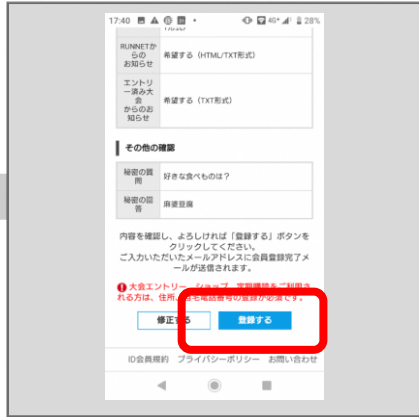 17:40
4G+
28%
RUNNETか
らの
お知らせ
希望する（HTML/TXT形式）
エントリ
ー済み大
会
からのお
知らせ
希望する（TXT形式）
その他の確認
秘密の質
問
好きな食べものは？
秘密の回
答
麻婆豆腐
内容を確認し、よろしければ「登録する」ボタンを
クリックしてください。
ご入力いただいたメールアドレスに会員登録完了メ
ールが送信されます。
大会エントリー、ショップ、定期購読をご利用さ
れる方は、住所、自宅電話番号の登録が必須です。
修正する
登録する
ID会員規約 プライバシーポリシー お問い合わせ